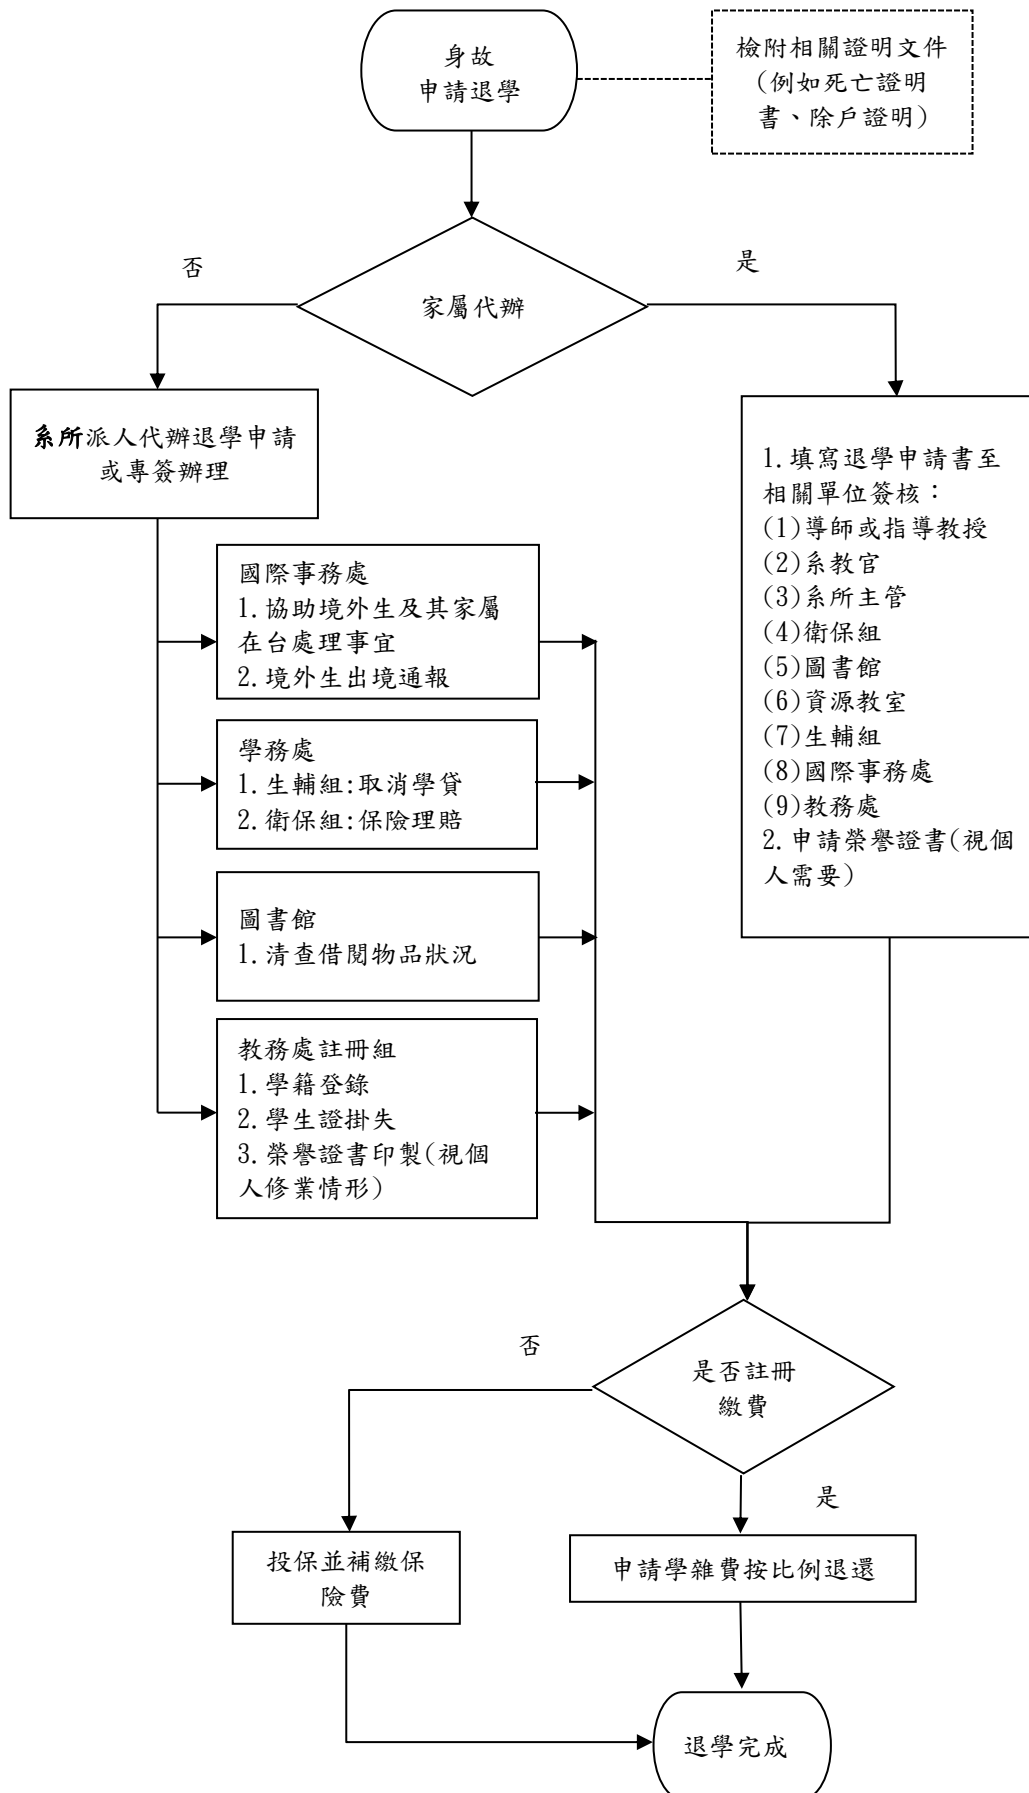 身故
申請退學
檢附相關證明文件
(例如死亡證明
書、除戶證明)
否
是
家屬代辦
系所派人代辦退學申請
或專簽辦理
1.填寫退學申請書至
相關單位簽核：
(1)導師或指導教授
(2)系教官
(3)系所主管
(4)衛保組
(5)圖書館
(6)資源教室
(7)生輔組
(8)國際事務處
(9)教務處
2.申請榮譽證書(視個
人需要)
國際事務處
1.協助境外生及其家屬
在台處理事宜
2.境外生出境通報
學務處
1.生輔組:取消學貸
2.衛保組:保險理賠
圖書館
1.清查借閱物品狀況
教務處註冊組
1.學籍登錄
2.學生證掛失
3.榮譽證書印製(視個
人修業情形)
否
是否註冊
繳費
是
投保並補繳保
險費
申請學雜費按比例退還
退學完成